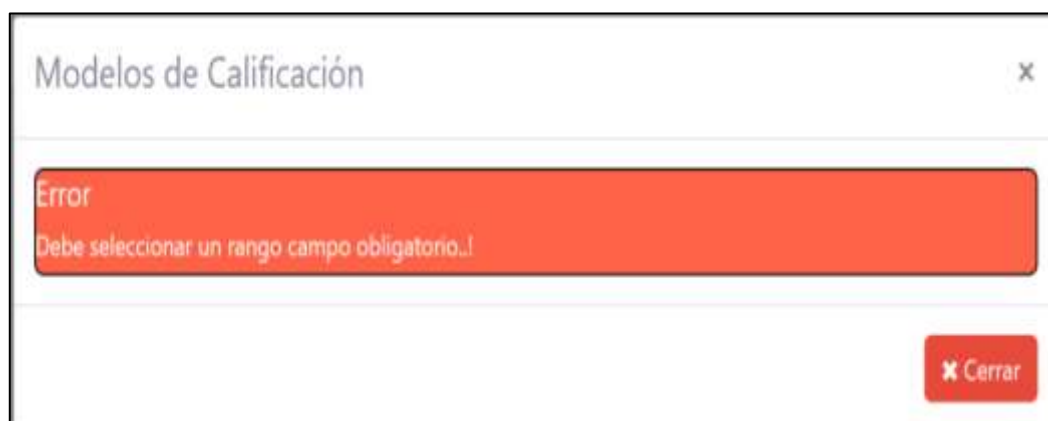 Modelos de Calificación
×
Error
Debe seleccionar un rango campo obligatorio..!
✖ Cerrar